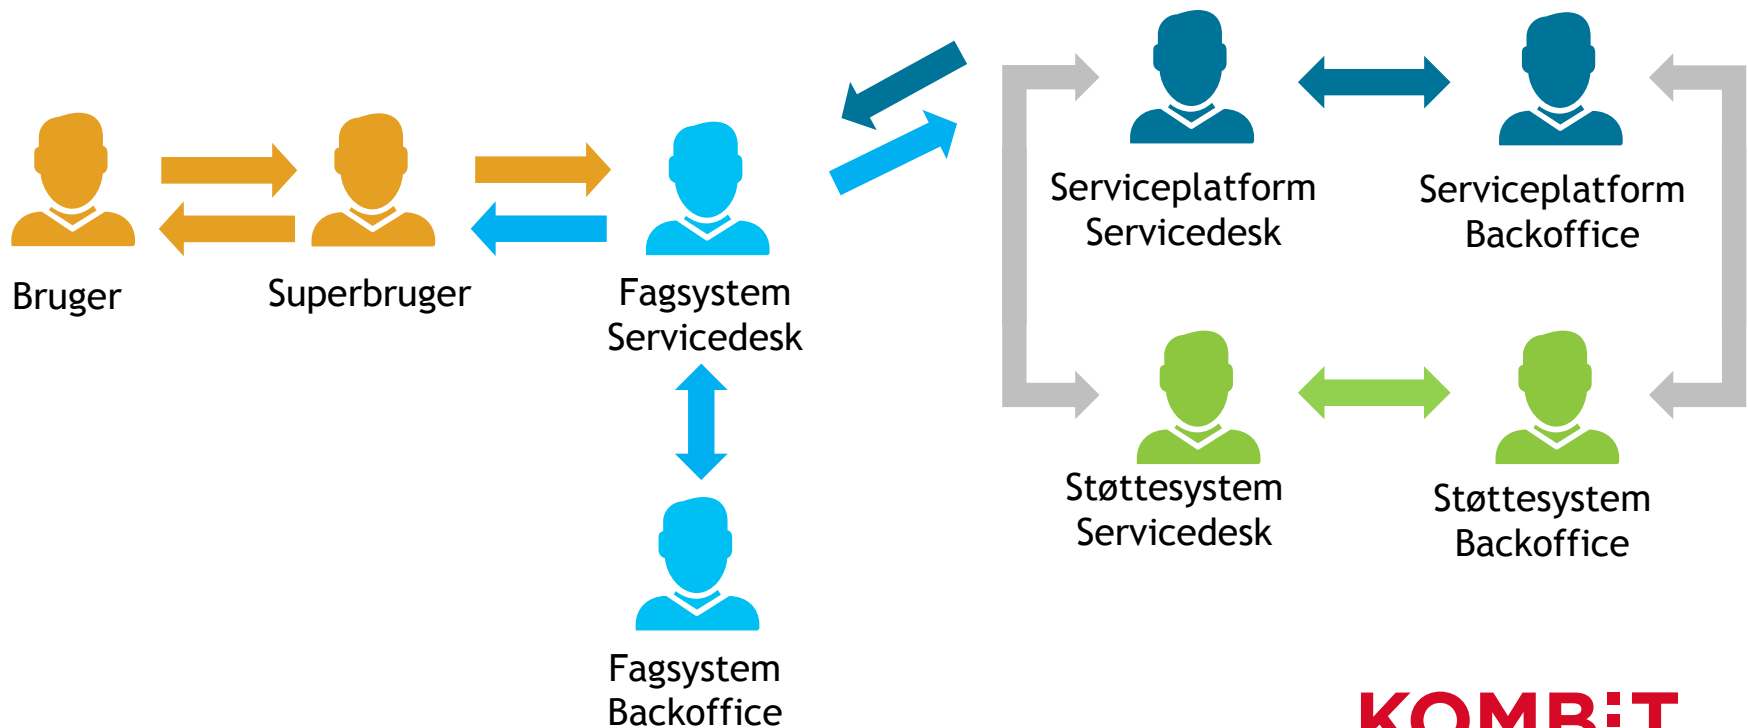 Serviceplatform
Servicedesk
Serviceplatform
Backoffice
Bruger
Superbruger
Fagsystem
Servicedesk
Støttesystem
Servicedesk
Støttesystem
Backoffice
Fagsystem
Backoffice
KOMBIT